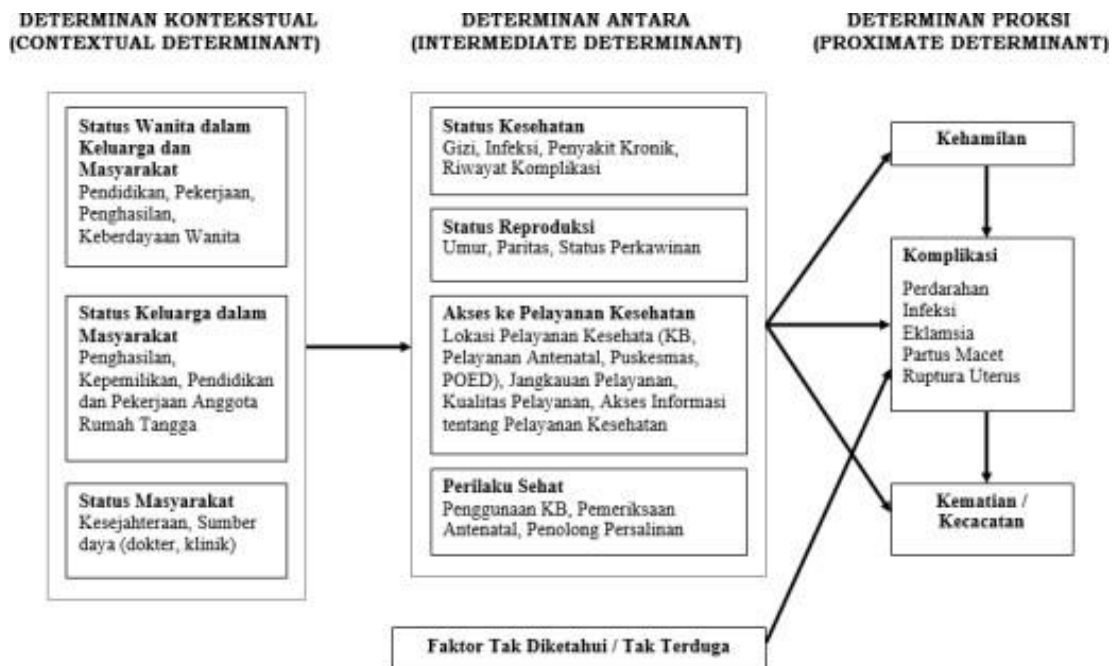 DETERMINAN KONTEKSTUAL
(CONTEXTUAL DETERMINANT)
Status Wanita dalam
Keluarga dan
Masyarakat
Pendidikan, Pekerjaan,
Penghasilan,
Keberdayaan Wanita
Status Keluarga dalam
Masyarakat
Penghasilan,
Kepemilikan, Pendidikan
dan Pekerjaan Anggota
Rumah Tangga
Status Masyarakat
Kesejahteraan, Sumber
daya (dokter, klinik)
DETERMINAN ANTARA
(INTERMEDIATE DETERMINANT)
Status Kesehatan
Gizi, Infeksi, Penyakit Kronik,
Riwayat Komplikasi
Status Reproduksi
Umur, Paritas, Status Perkawinan
Akses ke Pelayanan Kesehatan
Lokasi Pelayanan Kesehata (KB,
Pelayanan Antenatal, Puskesmas,
POED), Jangkauan Pelayanan,
Kualitas Pelayanan, Akses Informasi
tentang Pelayanan Kesehatan
Perilaku Sehat
Penggunaan KB, Pemeriksaan
Antenatal, Penolong Persalinan
Faktor Tak Diketahui / Tak Terduga
DETERMINAN PROKSI
(PROXIMATE DETERMINANT)
Kehamilan
Komplikasi
Perdarahan
Infeksi
Eklamsia
Partus Macet
Ruptura Uterus
Kematian /
Kecacatan